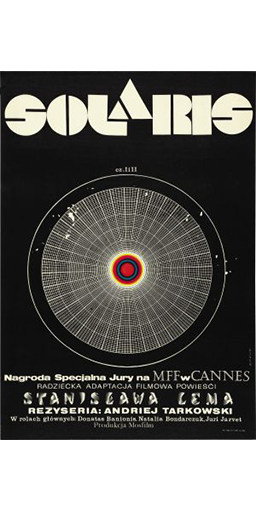 SOLARIS
cz. I i II
Nagroda Specjalna Jury na MFF w CANNES
RADZIECKA ADAPTACJA FILMOWA POWIEŚCI
STANISŁAWA LEMA
REŻYSERIA: ANDRIEJ TARKOWSKI
W rolach głównych: Donatas Banionis, Natalia Bondarczuk, Juri Jarvet
Produkcja Mosfilm